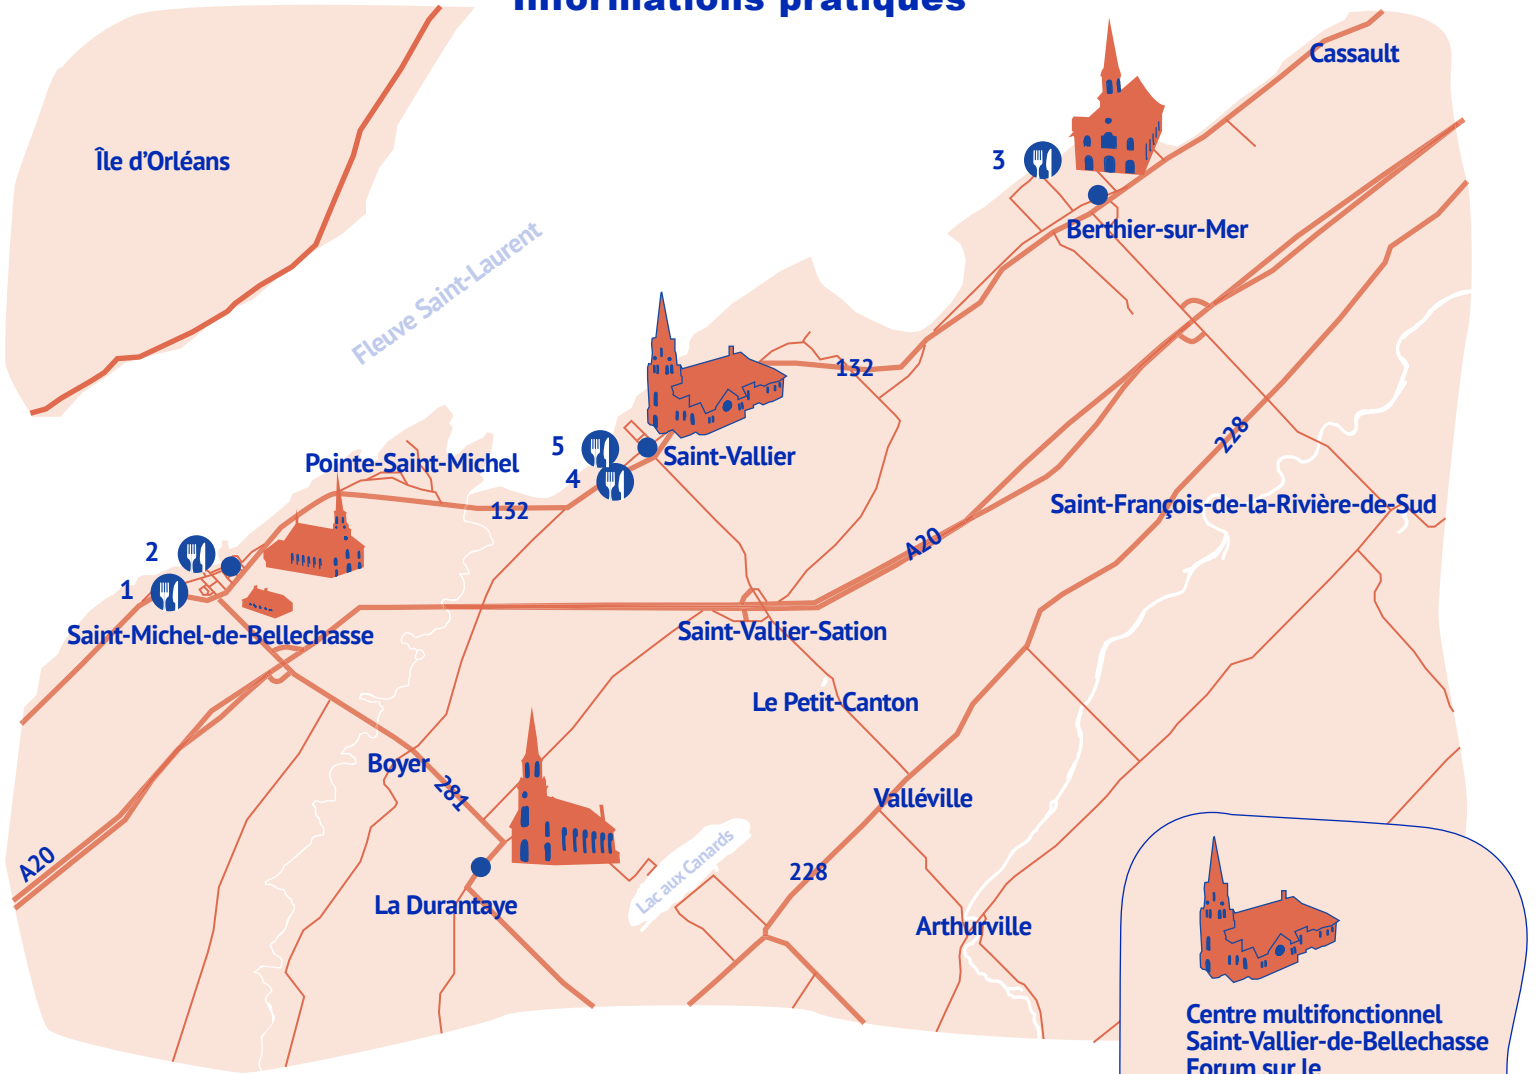 Informations pratiques
Cassault
Île d'Orléans
3
Berthier-sur-Mer
Fleuve Saint-Laurent
132
228
5
Saint-Vallier
Pointe-Saint-Michel
4
132
Saint-François-de-la-Rivière-de-Sud
A20
2
1
Saint-Michel-de-Bellechasse
Saint-Vallier-Sation
Le Petit-Canton
Boyer
281
Valléville
A20
228
Lac aux Canards
La Durantaye
Arthurville
Centre multifonctionnel
Saint-Vallier-de-Bellechasse
Forum sur le